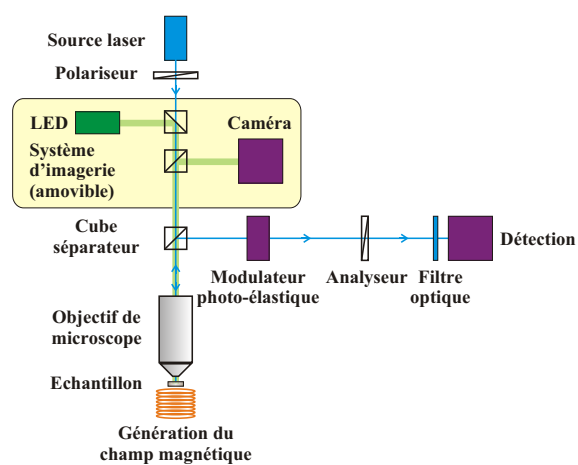 Source laser
Polariseur
LED
Caméra
Système
d'imagerie
(amovible)
Cube
séparateur
Détection
Modulateur
photo-élastique
Analyseur
Filtre
optique
Objectif de
microscope
Echantillon
Génération du
champ magnétique